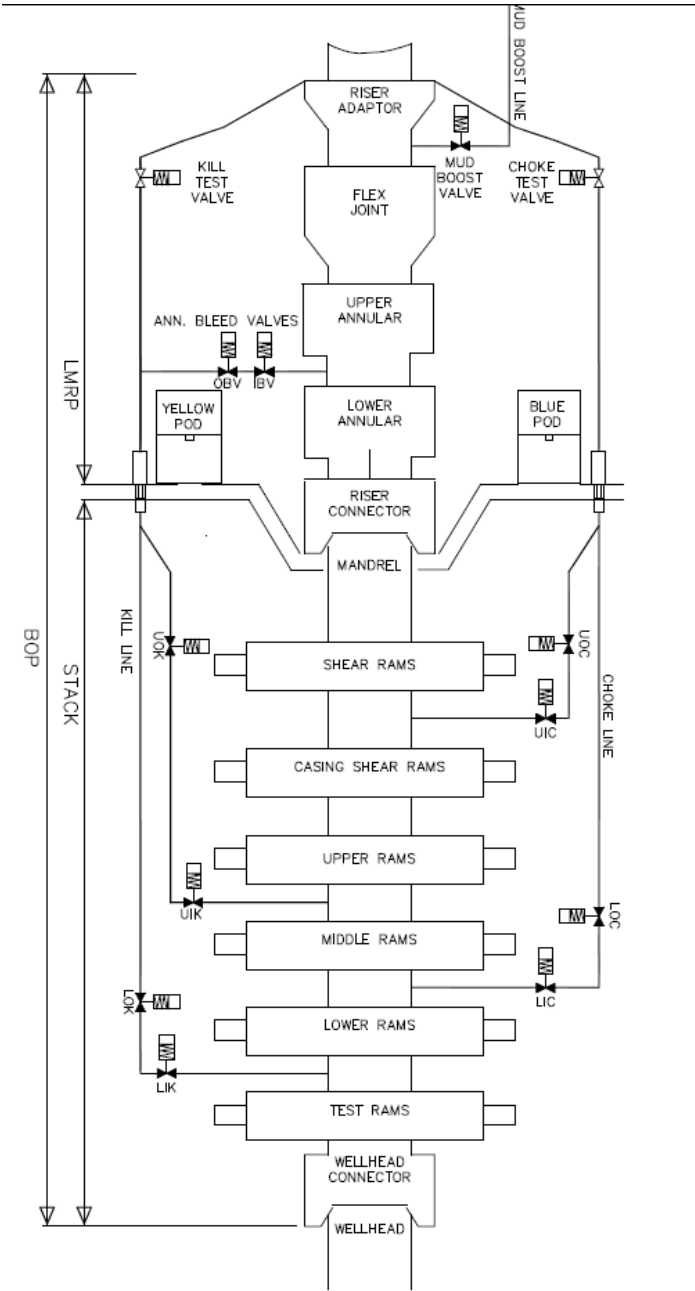 MUD BOOST LINE
RISER
ADAPTOR
KILL
TEST
VALVE
MUD
BOOST
VALVE
CHOKE
TEST
VALVE
FLEX
JOINT
ANN. BLEED VALVES
UPPER
ANNULAR
OBV
IBV
LMRP
YELLOW
POD
LOWER
ANNULAR
BLUE
POD
RISER
CONNECTOR
MANDREL
BOP
STACK
KILL LINE
UOK
SHEAR RAMS
UOC
UIC
CHOKE LINE
CASING SHEAR RAMS
UPPER RAMS
UIK
MIDDLE RAMS
LOC
LIC
LOK
LOWER RAMS
LIK
TEST RAMS
WELLHEAD
CONNECTOR
WELLHEAD